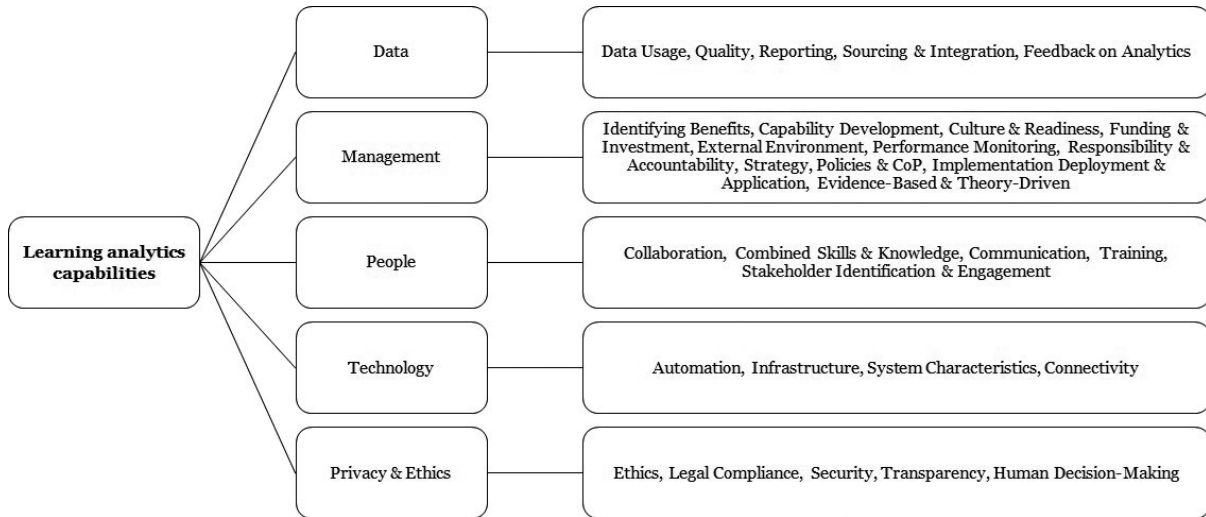 Data
Data Usage, Quality, Reporting, Sourcing & Integration, Feedback on Analytics
Management
Identifying Benefits, Capability Development, Culture & Readiness, Funding &
Investment, External Environment, Performance Monitoring, Responsibility &
Accountability, Strategy, Policies & CoP, Implementation Deployment &
Application, Evidence-Based & Theory-Driven
Learning analytics
capabilities
People
Collaboration, Combined Skills & Knowledge, Communication, Training,
Stakeholder Identification & Engagement
Technology
Automation, Infrastructure, System Characteristics, Connectivity
Privacy & Ethics
Ethics, Legal Compliance, Security, Transparency, Human Decision-Making